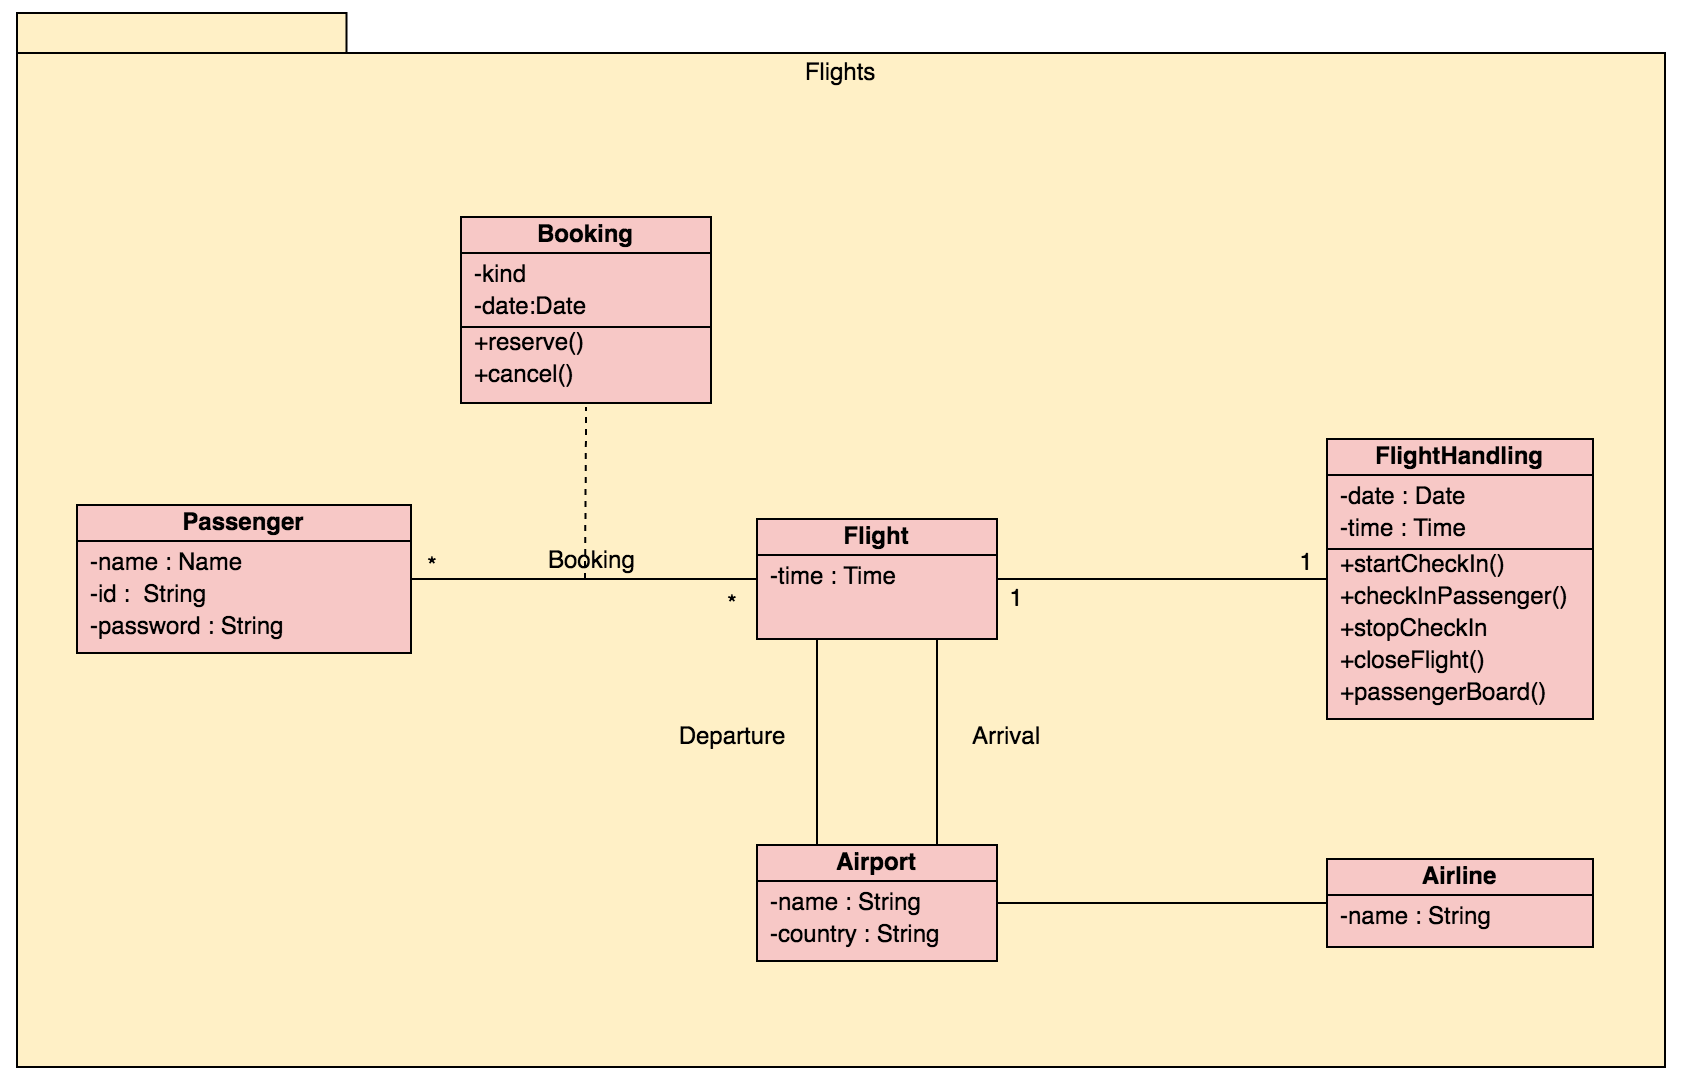 Flights
Booking
-kind
-date:Date
+reserve()
+cancel()
Passenger
-name : Name
-id :  String
-password : String
*
Booking
*
Flight
-time : Time
1
1
FlightHandling
-date : Date
-time : Time
+startCheckIn()
+checkInPassenger()
+stopCheckIn
+closeFlight()
+passengerBoard()
Departure
Arrival
Airport
-name : String
-country : String
Airline
-name : String